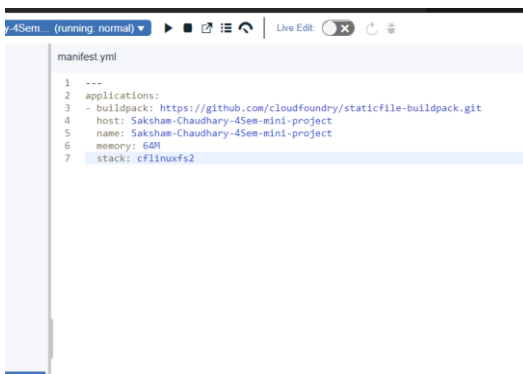 y-4Sem... (running: normal)
Live Edit:
manifest.yml
1 ---
2 applications:
3 - buildpack: https://github.com/cloudfoundry/staticfile-buildpack.git
4   host: Saksham-Chaudhary-4Sem-mini-project
5   name: Saksham-Chaudhary-4Sem-mini-project
6   memory: 64M
7   stack: cflinuxfs2